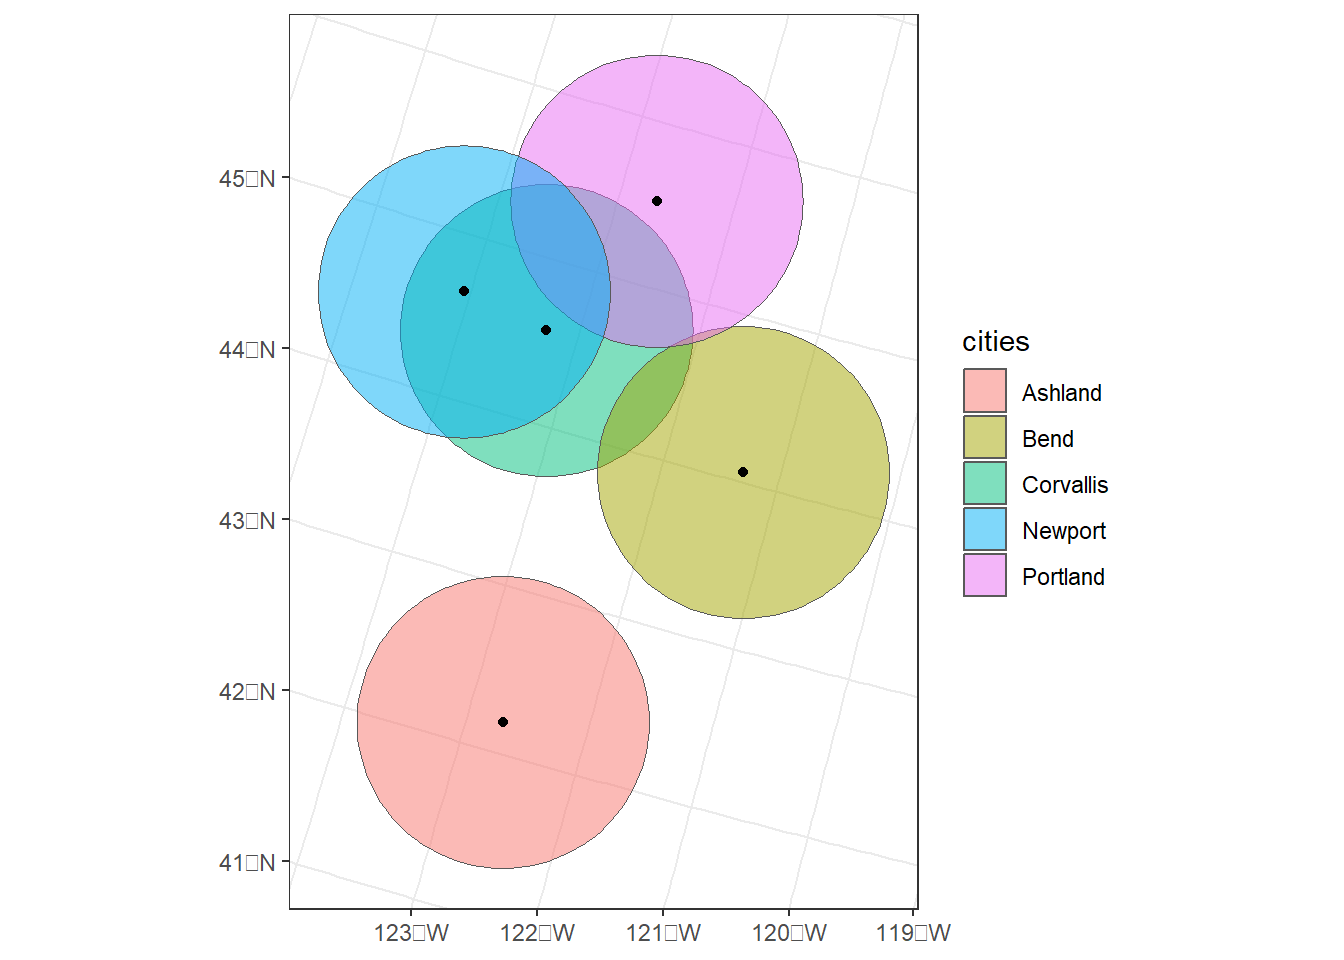 45□N
44□N
43□N
42□N
41□N
123□W
122□W
121□W
120□W
119□W
cities
Ashland
Bend
Corvallis
Newport
Portland